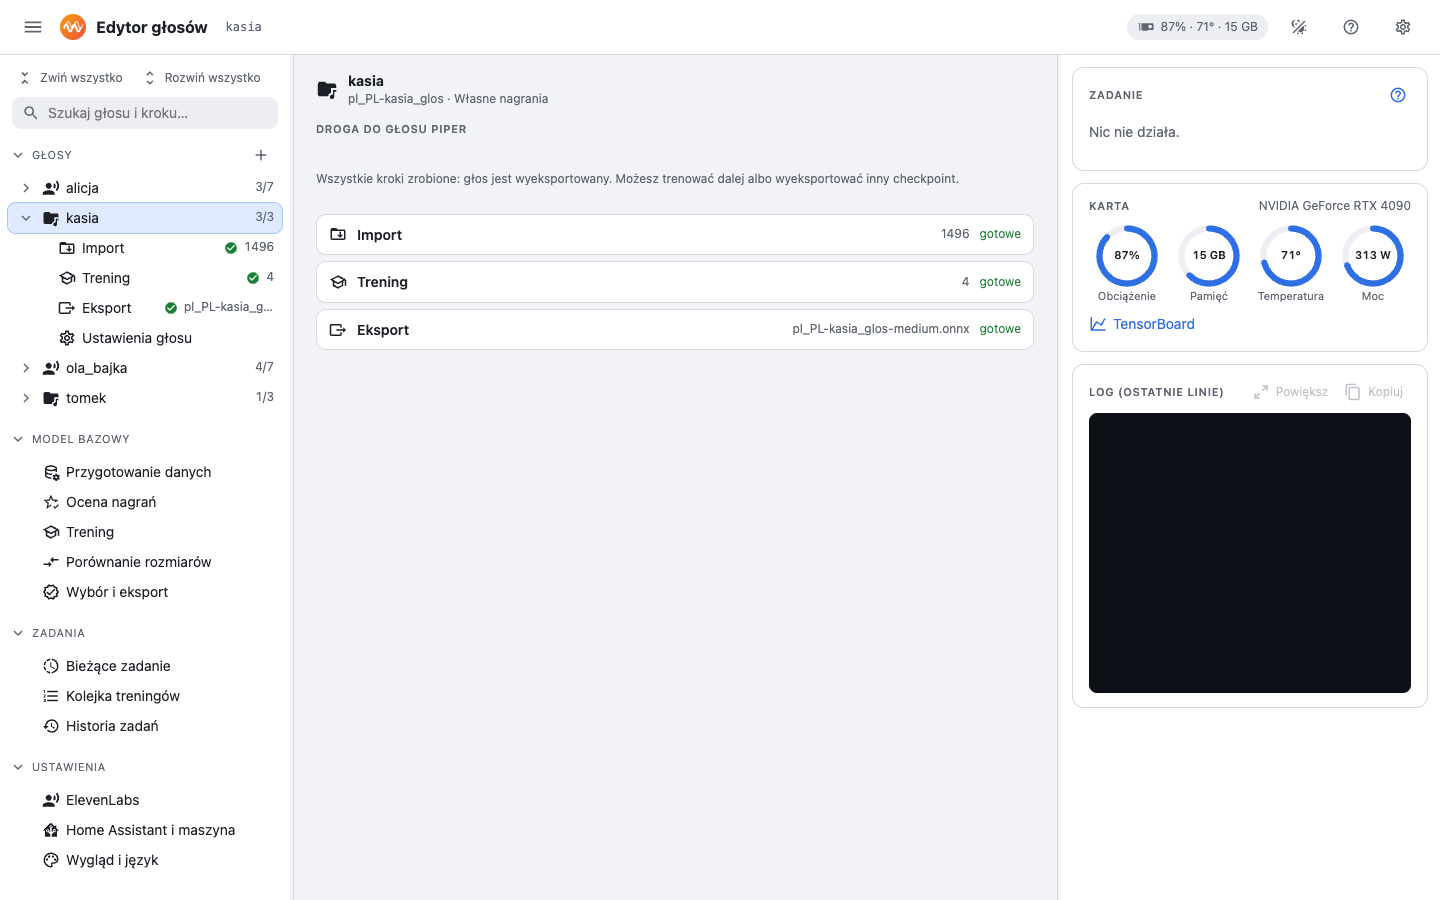 Edytor głosów
kasia
87% · 71° · 15 GB
Zwiń wszystko
Rozwiń wszystko
Szukaj głosu i kroku...
GŁOSY
alicja 3/7
kasia 3/3
Import 1496
Trening 4
Eksport pl_PL-kasia_g...
Ustawienia głosu
ola_bajka 4/7
tomek 1/3
MODEL BAZOWY
Przygotowanie danych
Ocena nagrań
Trening
Porównanie rozmiarów
Wybór i eksport
ZADANIA
Bieżące zadanie
Kolejka treningów
Historia zadań
USTAWIENIA
ElevenLabs
Home Assistant i maszyna
Wygląd i język
kasia
pl_PL-kasia_glos · Własne nagrania
DROGA DO GŁOSU PIPER
Wszystkie kroki zrobione: głos jest wyeksportowany. Możesz trenować dalej albo wyeksportować inny checkpoint.
Import 1496 gotowe
Trening 4 gotowe
Eksport pl_PL-kasia_glos-medium.onnx gotowe
ZADANIE
Nic nie działa.
KARTA NVIDIA GeForce RTX 4090
87% 15 GB 71° 313 W
Obciążenie Pamięć Temperatura Moc
TensorBoard
LOG (OSTATNIE LINIE) Powiększ Kopiuj